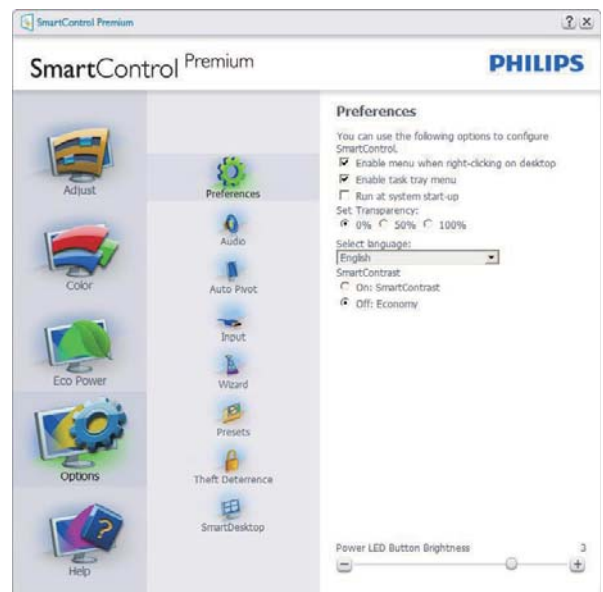 SmartControl Premium
? ×
SmartControl Premium
PHILIPS
Adjust
Color
Eco Power
Options
Help
Preferences
Audio
Auto Pivot
Input
Wizard
Presets
Theft Deterrence
SmartDesktop
Preferences
You can use the following options to configure
SmartControl.
Enable menu when right-clicking on desktop
Enable task tray menu
Run at system start-up
Set Transparency:
0% 50% 100%
Select language:
English
SmartContrast
On: SmartContrast
Off: Economy
Power LED Button Brightness 3